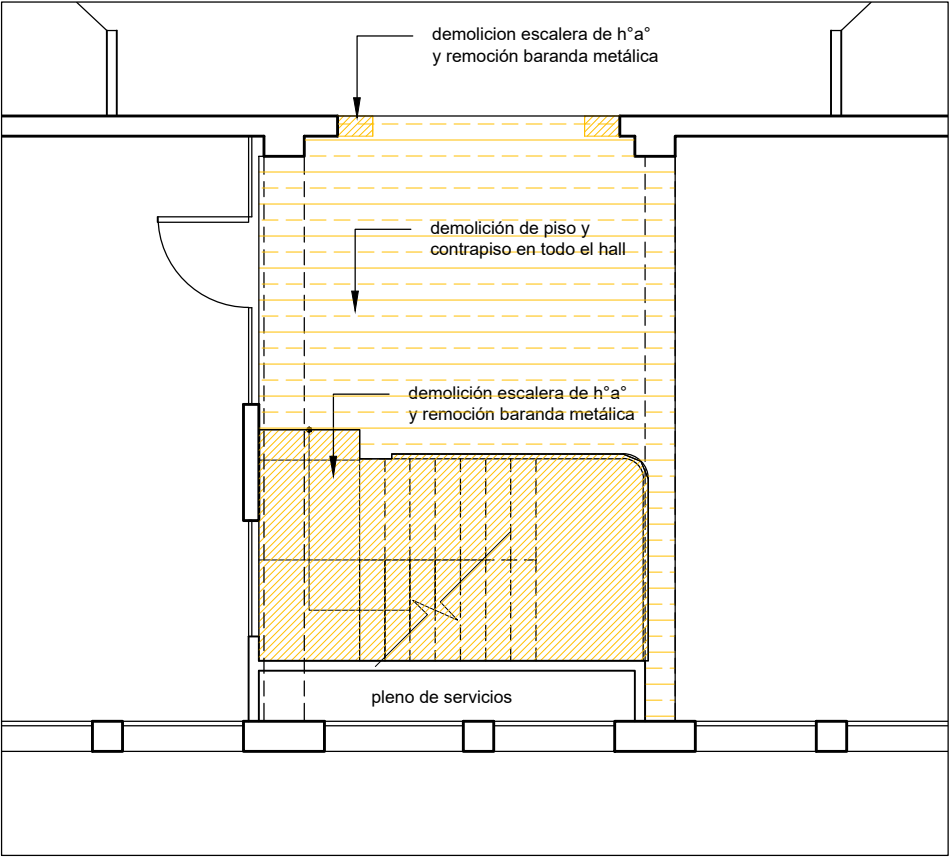 demolicion escalera de h°a°
y remoción baranda metálica
demolición de piso y
contrapiso en todo el hall
demolición escalera de h°a°
y remoción baranda metálica
pleno de servicios